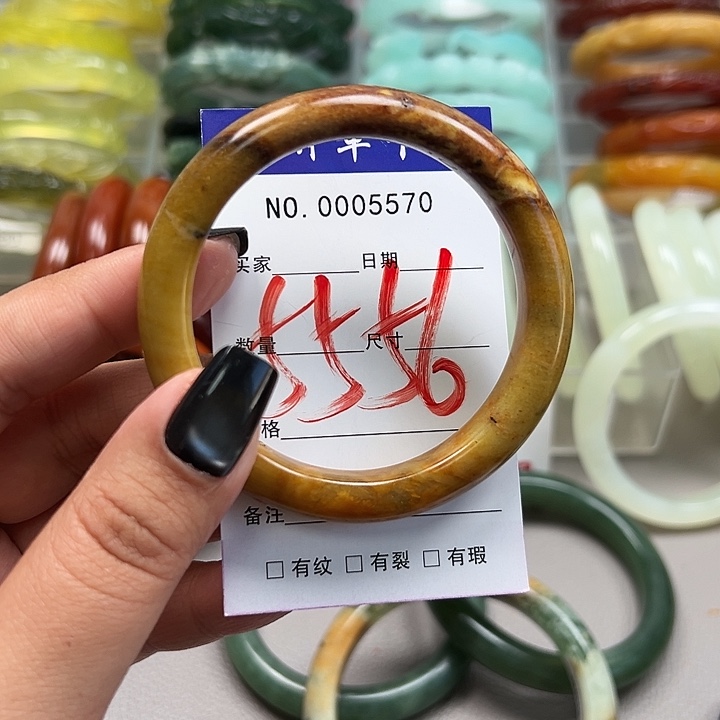 NO. 0005570
买家 日期
5556
数量 尺寸
格
备注
□ 有纹 □ 有裂 □ 有瑕